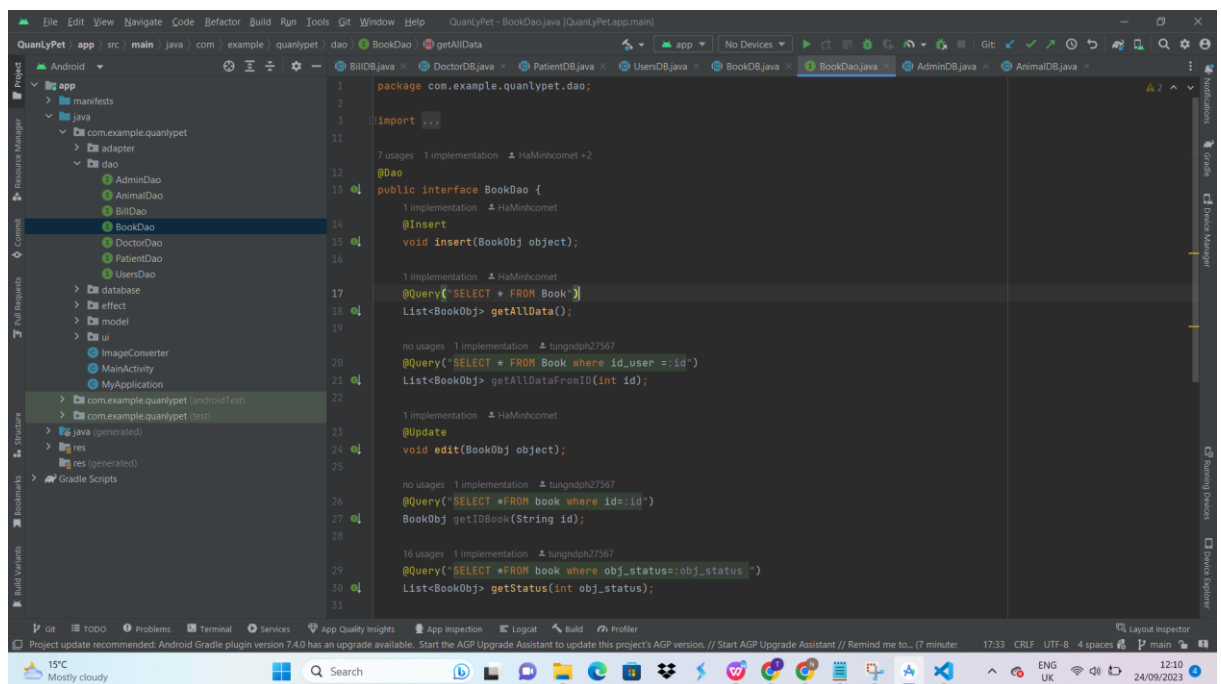 File Edit View Navigate Code Refactor Build Run Tools Git Window Help QuanLyPet - BookDao.java [QuanLyPet.app.main]
QuanLyPet app src main java com example quanlypet dao BookDao getAllData
app No Devices Git:
Android
BillDB.java DoctorDB.java PatientDB.java UsersDB.java BookDB.java BookDao.java AdminDB.java AnimalDB.java
Project
Resource Manager
Commit
Pull Requests
Structure
Bookmarks
Build Variants
app
manifests
java
com.example.quanlypet
adapter
dao
AdminDao
AnimalDao
BillDao
BookDao
DoctorDao
PatientDao
UsersDao
database
effect
model
ui
ImageConverter
MainActivity
MyApplication
com.example.quanlypet (androidTest)
com.example.quanlypet (test)
java (generated)
res
res (generated)
Gradle Scripts
1 package com.example.quanlypet.dao;
2
3 import ...
11
7 usages 1 implementation HaMinhcomet +2
12 @Dao
13 public interface BookDao {
1 implementation HaMinhcomet
14 @Insert
15 void insert(BookObj object);
16
1 implementation HaMinhcomet
17 @Query("SELECT * FROM Book")
18 List<BookObj> getAllData();
19
no usages 1 implementation tungndph27567
20 @Query("SELECT * FROM Book where id_user =:id")
21 List<BookObj> getAllDataFromID(int id);
22
1 implementation HaMinhcomet
23 @Update
24 void edit(BookObj object);
25
no usages 1 implementation tungndph27567
26 @Query("SELECT *FROM book where id=:id")
27 BookObj getIDBook(String id);
28
16 usages 1 implementation tungndph27567
29 @Query("SELECT *FROM book where obj_status=:obj_status ")
30 List<BookObj> getStatus(int obj_status);
31
2
Notifications
Gradle
Device Manager
Running Devices
Device Explorer
Git TODO Problems Terminal Services App Quality Insights App Inspection Logcat Build Profiler Layout Inspector
Project update recommended: Android Gradle plugin version 7.4.0 has an upgrade available. Start the AGP Upgrade Assistant to update this project's AGP version. // Start AGP Upgrade Assistant // Remind me to... (7 minutes 17:33 CRLF UTF-8 4 spaces main
15°C
Mostly cloudy
Search
ENG
UK
12:10
24/09/2023
4